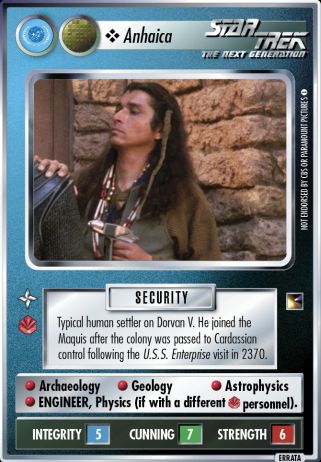 ❖ Anhaica
STAR TREK
THE NEXT GENERATION
NOT ENDORSED BY CBS OR PARAMOUNT PICTURES
SECURITY
Typical human settler on Dorvan V. He joined the
Maquis after the colony was passed to Cardassian
control following the U.S.S. Enterprise visit in 2370.
Archaeology Geology Astrophysics
ENGINEER, Physics (if with a different personnel).
INTEGRITY 5 CUNNING 7 STRENGTH 6
ERRATA